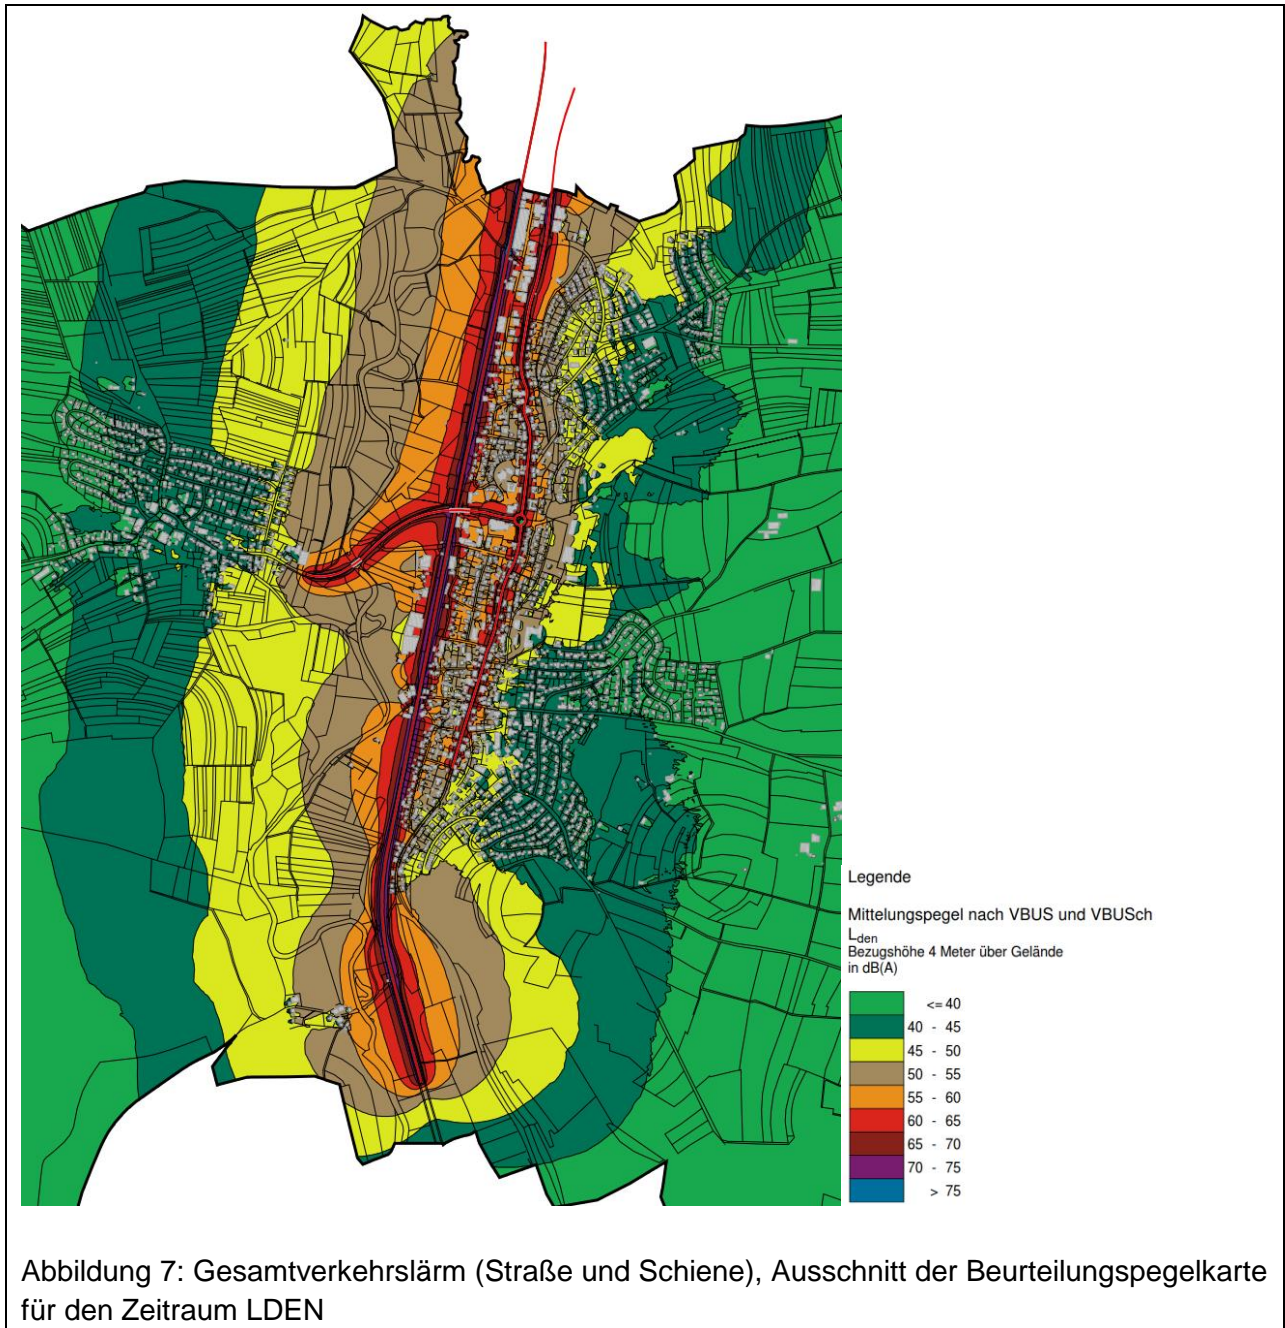 Legende
Mittelungspegel nach VBUS und VBUSch
Lden
Bezugshöhe 4 Meter über Gelände
in dB(A)
<= 40
40 - 45
45 - 50
50 - 55
55 - 60
60 - 65
65 - 70
70 - 75
> 75
Abbildung 7: Gesamtverkehrslärm (Straße und Schiene), Ausschnitt der Beurteilungspegelkarte
für den Zeitraum LDEN